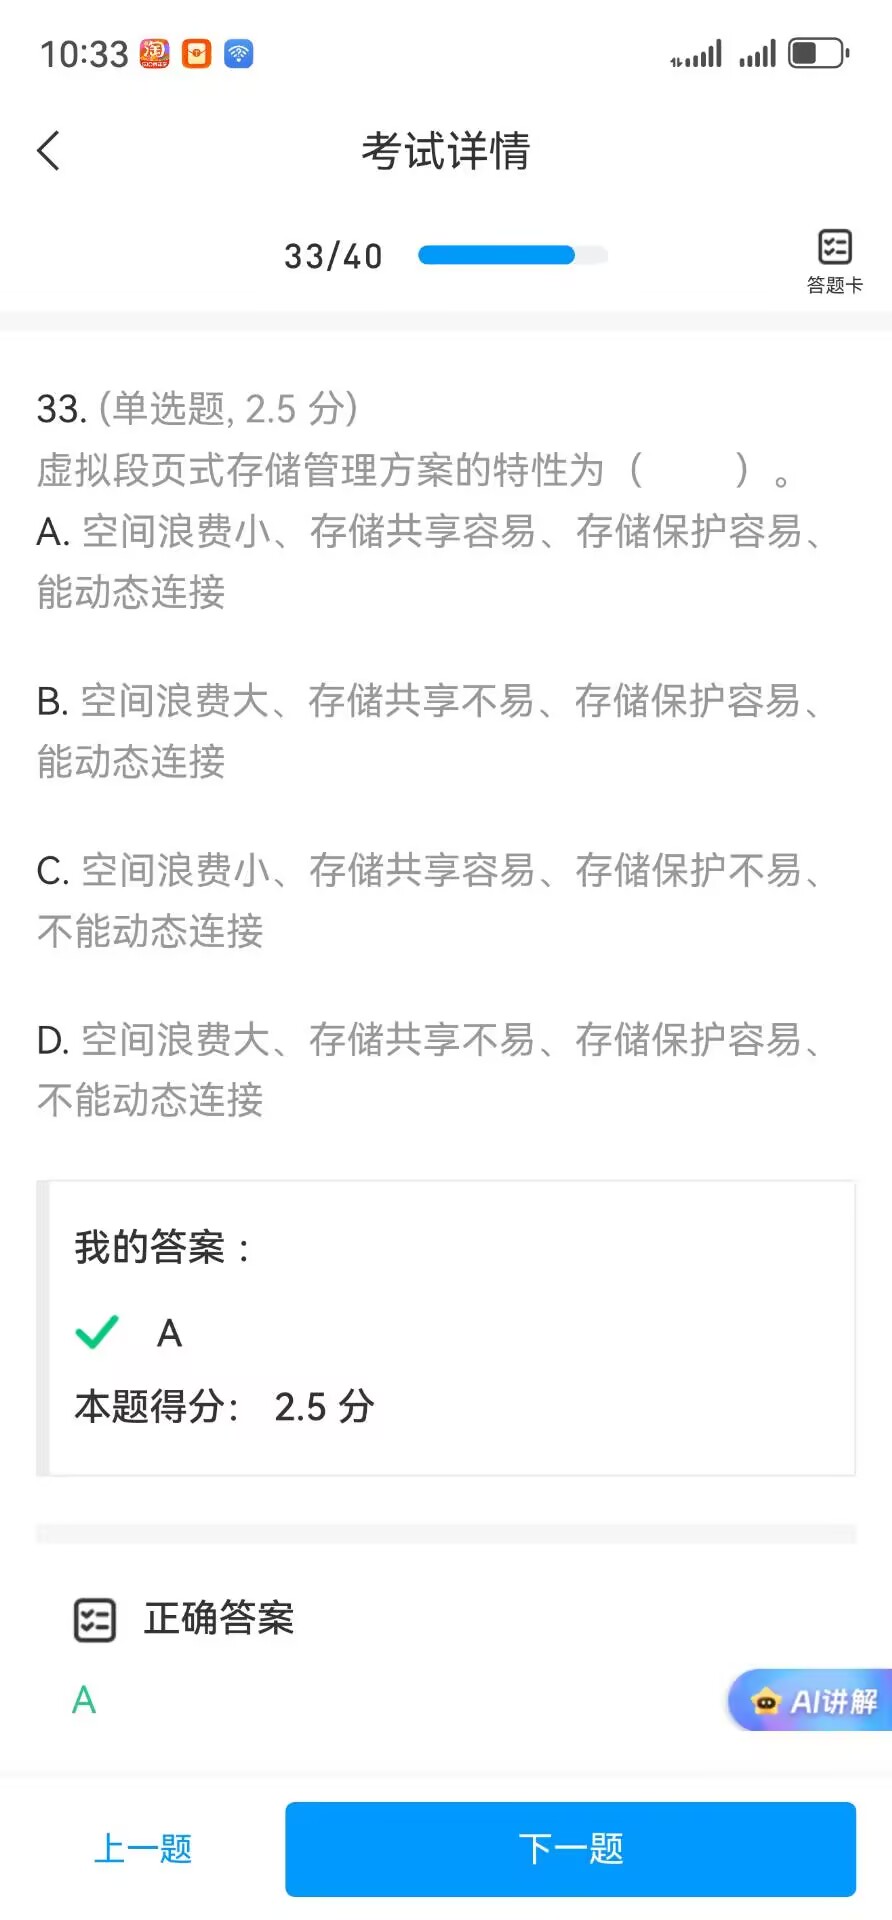 10:33
考试详情
33/40
答题卡
33. (单选题, 2.5 分)
虚拟段页式存储管理方案的特性为（　　）。
A. 空间浪费小、存储共享容易、存储保护容易、
能动态连接
B. 空间浪费大、存储共享不易、存储保护容易、
能动态连接
C. 空间浪费小、存储共享容易、存储保护不易、
不能动态连接
D. 空间浪费大、存储共享不易、存储保护容易、
不能动态连接
我的答案：
A
本题得分： 2.5 分
正确答案
A
AI讲解
上一题
下一题